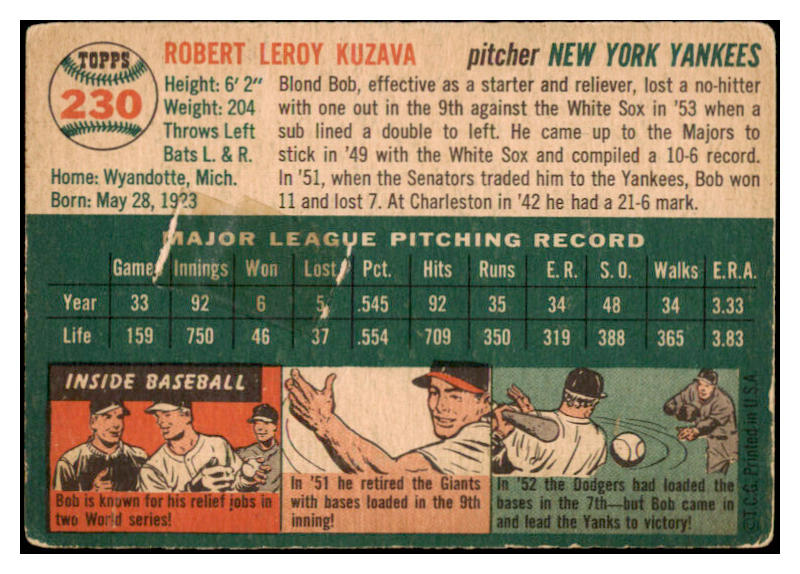 TOPPS
230
ROBERT LEROY KUZAVA pitcher NEW YORK YANKEES
Height: 6' 2"
Weight: 204
Throws Left
Bats L. & R.
Home: Wyandotte, Mich.
Born: May 28, 1923
Blond Bob, effective as a starter and reliever, lost a no-hitter
with one out in the 9th against the White Sox in '53 when a
sub lined a double to left. He came up to the Majors to
stick in '49 with the White Sox and compiled a 10-6 record.
In '51, when the Senators traded him to the Yankees, Bob won
11 and lost 7. At Charleston in '42 he had a 21-6 mark.
MAJOR LEAGUE PITCHING RECORD
Games Innings Won Lost Pct. Hits Runs E. R. S. O. Walks E.R.A.
Year 33 92 6 5 .545 92 35 34 48 34 3.33
Life 159 750 46 37 .554 709 350 319 388 365 3.83
INSIDE BASEBALL
Bob is known for his relief jobs in
two World series!
In '51 he retired the Giants
with bases loaded in the 9th
inning!
In '52 the Dodgers had loaded the
bases in the 7th—but Bob came in
and lead the Yanks to victory!
©T.C.G. Printed in U.S.A.